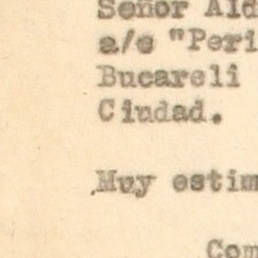 Señor Ald
a/c "Peri
Bucareli
Ciudad.
Muy estim
Com